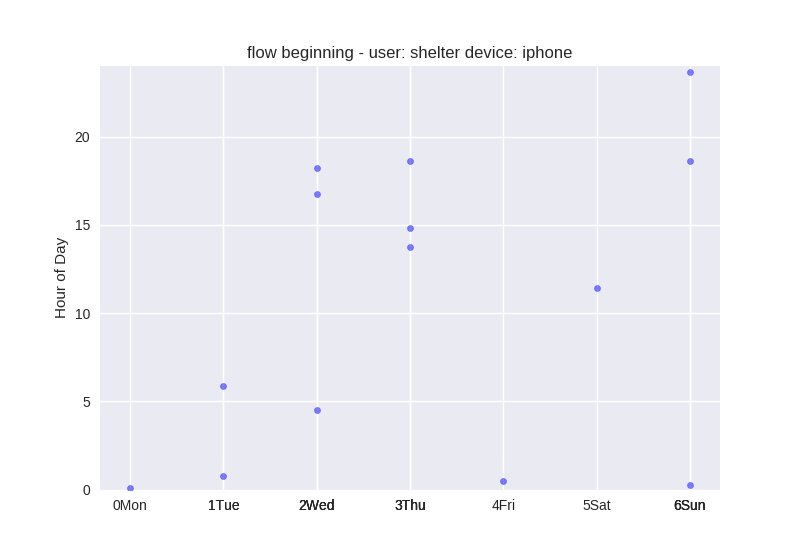 flow beginning - user: shelter device: iphone
Hour of Day
20
15
10
5
0
0Mon 1Tue 2Wed 3Thu 4Fri 5Sat 6Sun